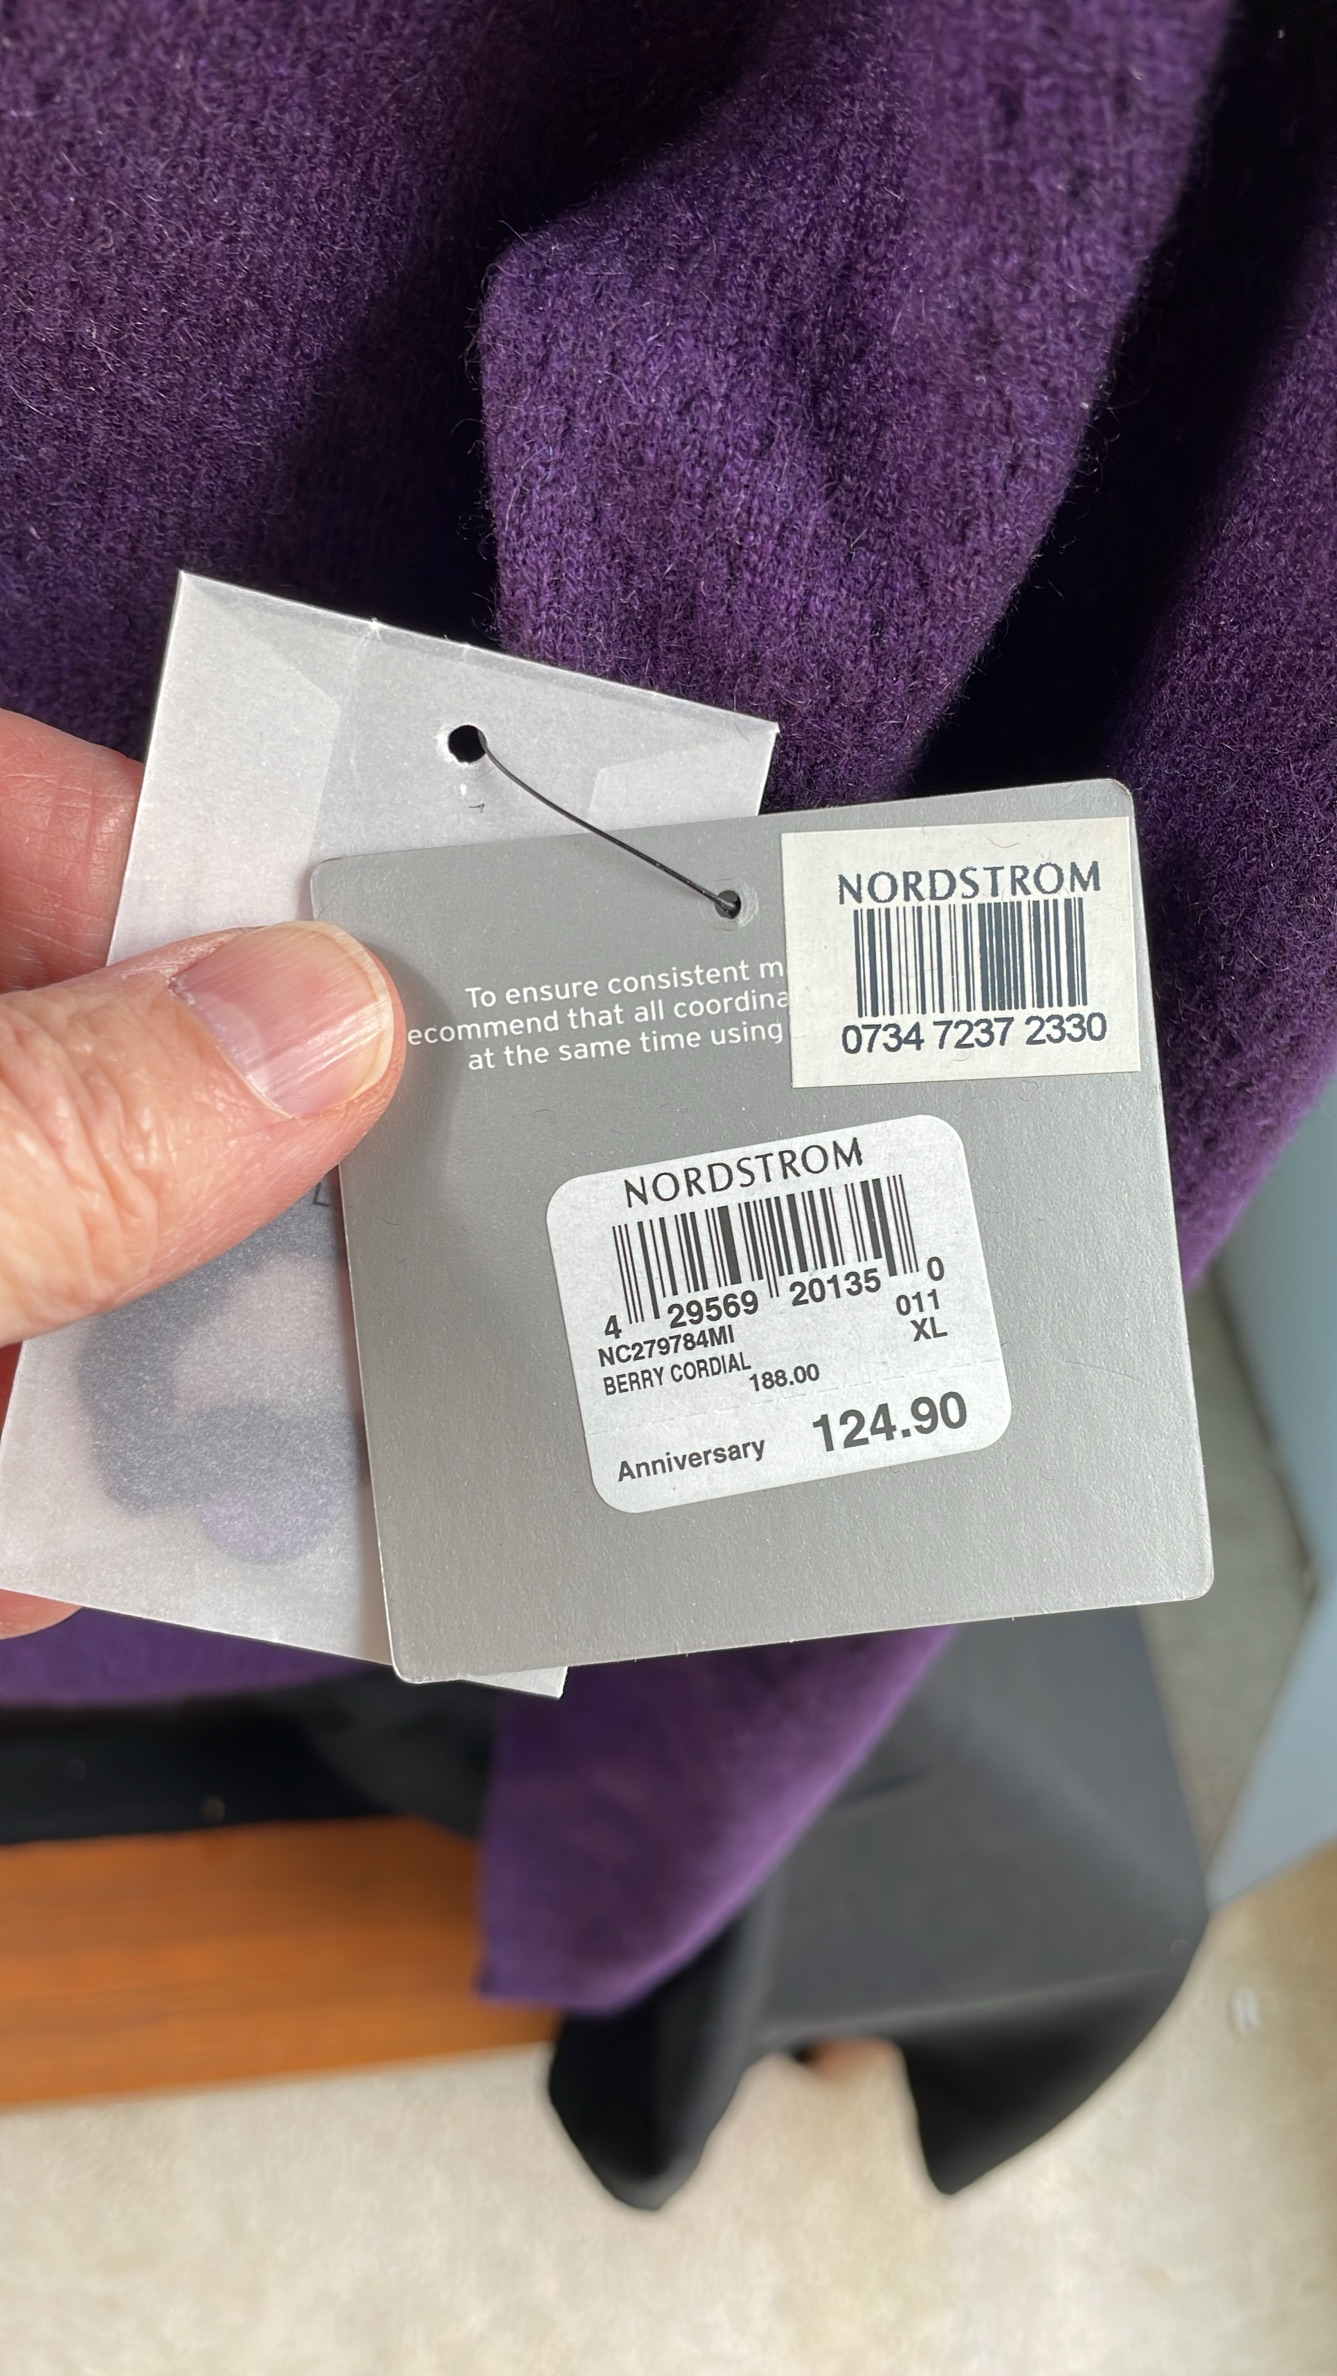 NORDSTROM
0734 7237 2330
To ensure consistent m
ecommend that all coordina
at the same time using
NORDSTROM
4 29569 20135 0
NC279784MI 011
BERRY CORDIAL XL
188.00
Anniversary 124.90